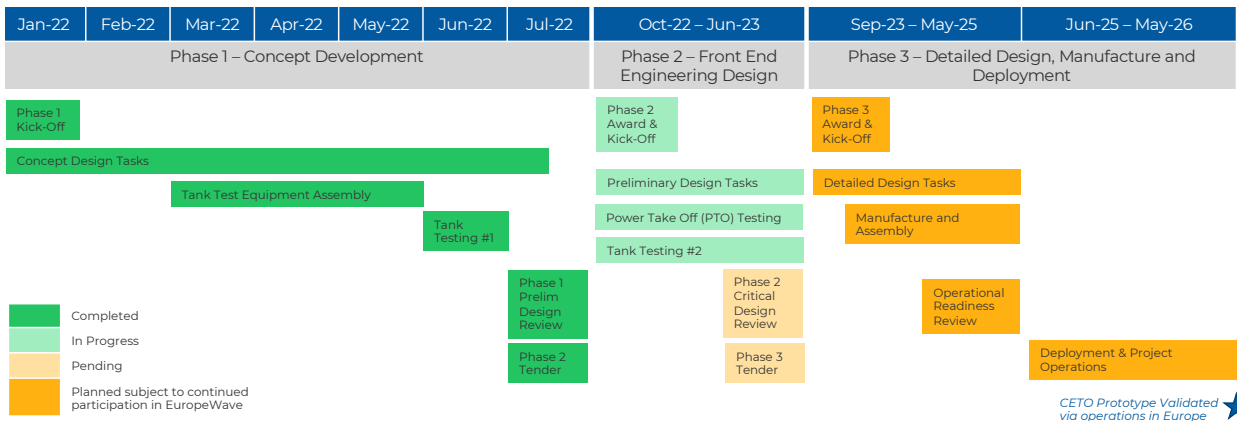 Jan-22 Feb-22 Mar-22 Apr-22 May-22 Jun-22 Jul-22 Oct-22 – Jun-23 Sep-23 – May-25 Jun-25 – May-26
Phase 1 – Concept Development
Phase 2 – Front End
Engineering Design
Phase 3 – Detailed Design, Manufacture and
Deployment
Phase 1
Kick-Off
Phase 2
Award &
Kick-Off
Phase 3
Award &
Kick-Off
Concept Design Tasks
Tank Test Equipment Assembly
Preliminary Design Tasks
Detailed Design Tasks
Tank
Testing #1
Power Take Off (PTO) Testing
Manufacture and
Assembly
Tank Testing #2
Phase 1
Prelim
Design
Review
Phase 2
Critical
Design
Review
Operational
Readiness
Review
Phase 2
Tender
Phase 3
Tender
Deployment & Project
Operations
Completed
In Progress
Pending
Planned subject to continued
participation in EuropeWave
CETO Prototype Validated
via operations in Europe